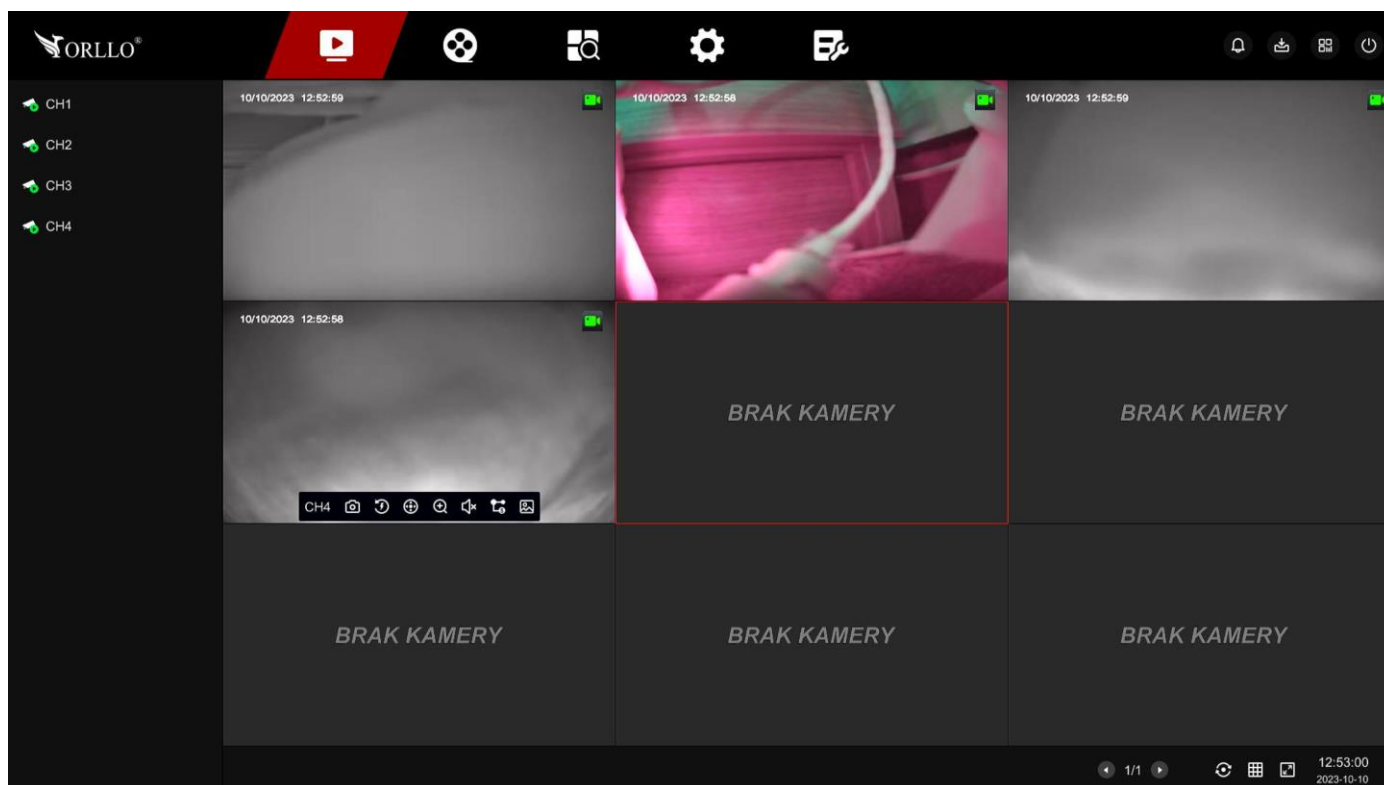 ORLLO®
CH1
CH2
CH3
CH4
10/10/2023 12:52:59
10/10/2023 12:52:58
10/10/2023 12:52:59
10/10/2023 12:52:58
CH4
BRAK KAMERY
BRAK KAMERY
BRAK KAMERY
BRAK KAMERY
BRAK KAMERY
1/1
12:53:00
2023-10-10